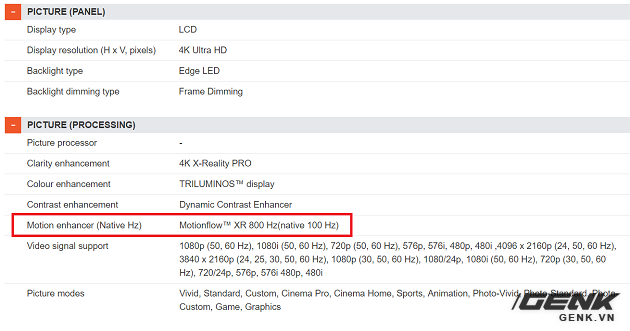 PICTURE (PANEL)
Display type LCD
Display resolution (H x V, pixels) 4K Ultra HD
Backlight type Edge LED
Backlight dimming type Frame Dimming
PICTURE (PROCESSING)
Picture processor -
Clarity enhancement 4K X-Reality PRO
Colour enhancement TRILUMINOS™ display
Contrast enhancement Dynamic Contrast Enhancer
Motion enhancer (Native Hz) Motionflow™ XR 800 Hz(native 100 Hz)
Video signal support 1080p (50, 60 Hz), 1080i (50, 60 Hz), 720p (50, 60 Hz), 576p, 576i, 480p, 480i ,4096 x 2160p (24, 50, 60 Hz),
3840 x 2160p (24, 25, 30, 50, 60 Hz), 1080p (30, 50, 60 Hz), 1080/24p, 1080i (50, 60 Hz), 720p (30, 50, 60
Hz), 720/24p, 576p, 576i 480p, 480i
Picture modes Vivid, Standard, Custom, Cinema Pro, Cinema Home, Sports, Animation, Photo-Vivid, Photo-Standard, Photo-
Custom, Game, Graphics
GENK
GENK.VN